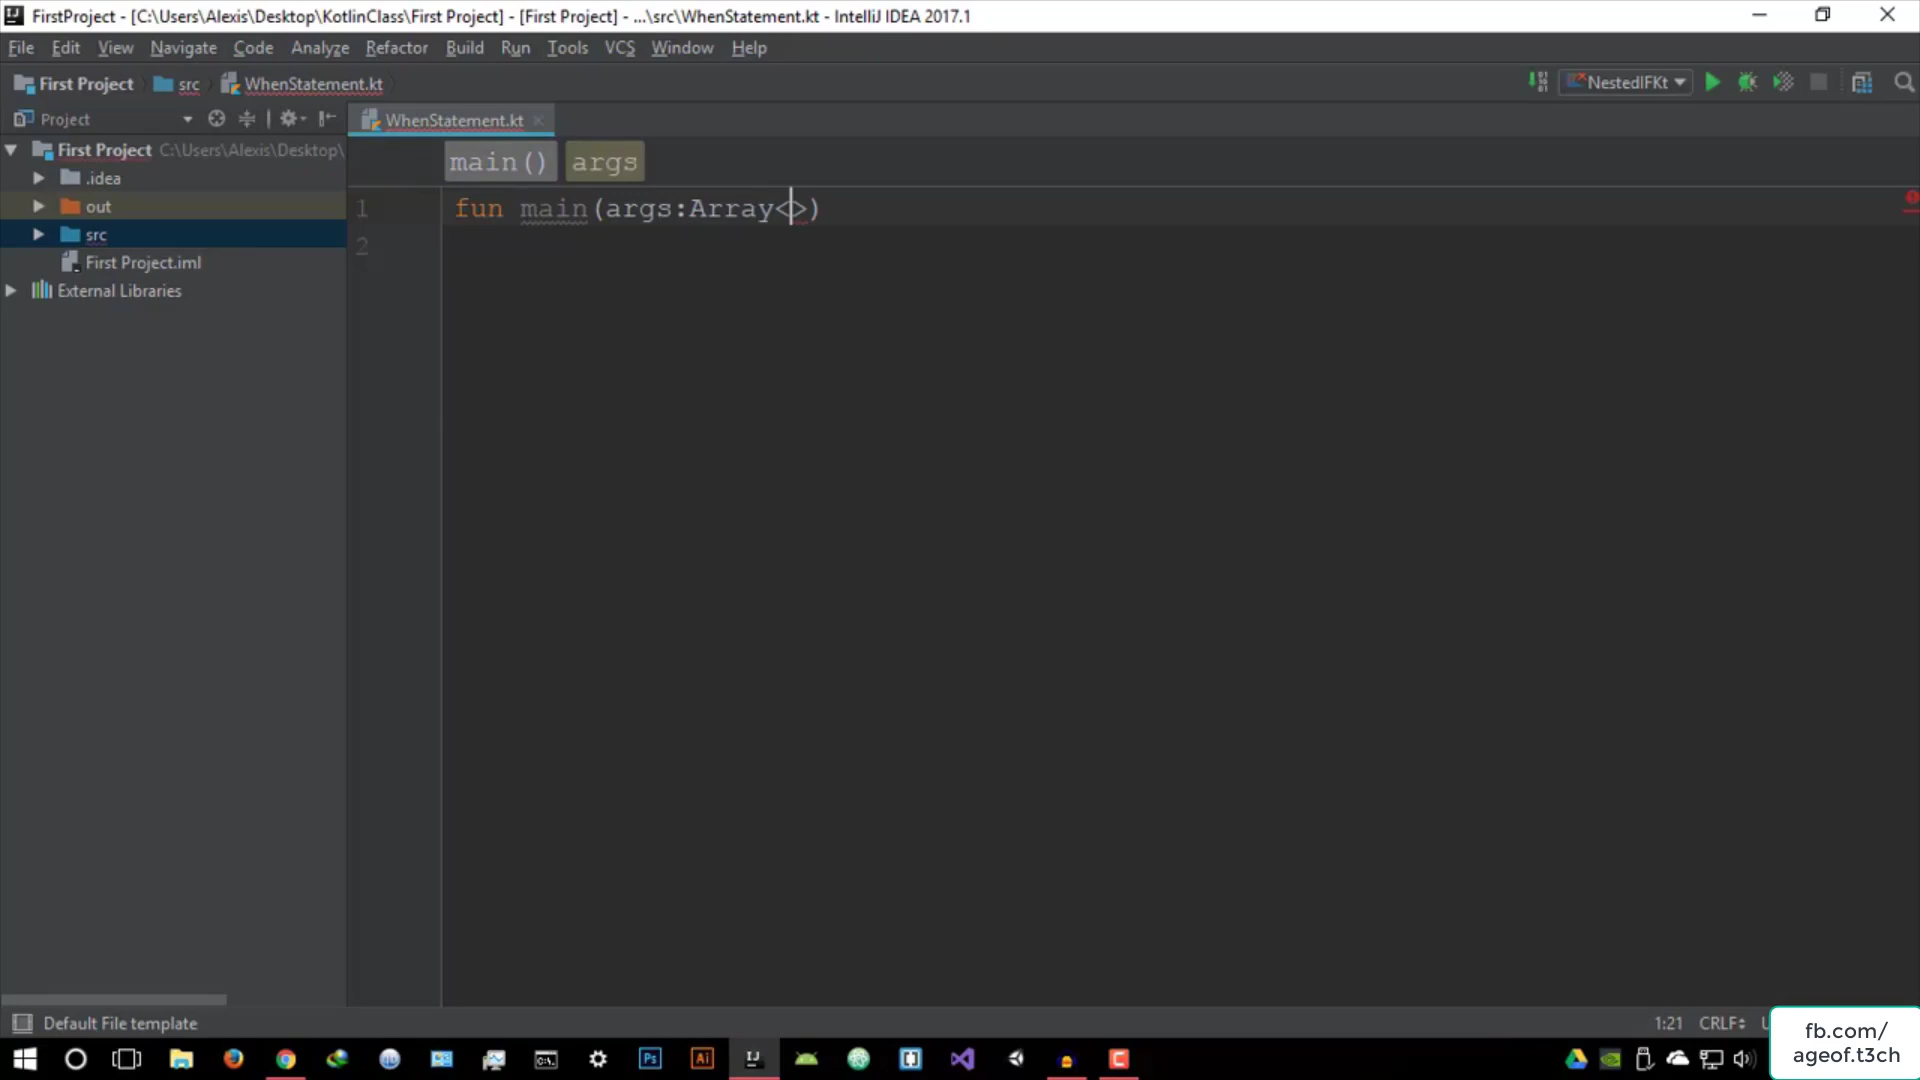 FirstProject - [C:\Users\Alexis\Desktop\KotlinClass\First Project] - [First Project] - ...\src\WhenStatement.kt - IntelliJ IDEA 2017.1
File Edit View Navigate Code Analyze Refactor Build Run Tools VCS Window Help
First Project src WhenStatement.kt NestedIFKt
Project WhenStatement.kt
First Project C:\Users\Alexis\Desktop\
main() args
.idea
out
1 fun main(args:Array<>)
src
2
First Project.iml
External Libraries
Default File template 1:21 CRLF
fb.com/
ageof.t3ch
Ps Ai IJ